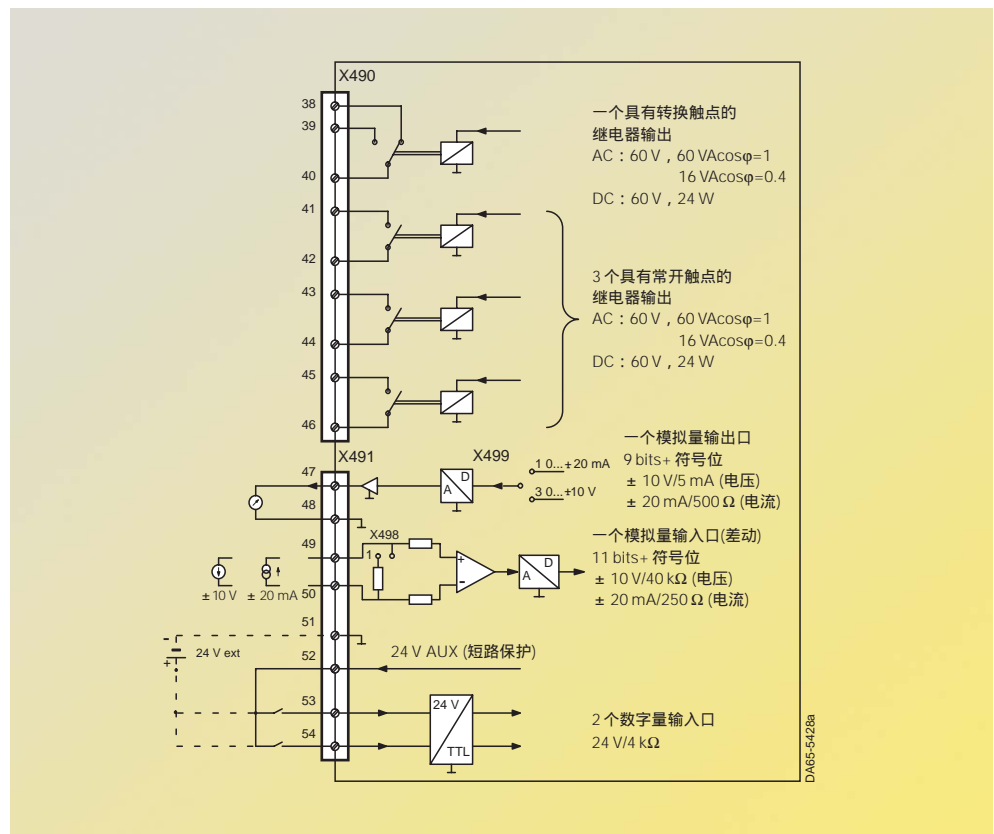 X490
38
39
40
41
42
43
44
45
46
一个具有转换触点的
继电器输出
AC：60 V，60 VAcosφ=1
16 VAcosφ=0.4
DC：60 V，24 W
3 个具有常开触点的
继电器输出
AC：60 V，60 VAcosφ=1
16 VAcosφ=0.4
DC：60 V，24 W
X491
47
48
49
50
51
52
53
54
X499
D
A
1 0...+20 mA
3 0...+10 V
一个模拟量输出口
9 bits+ 符号位
± 10 V/5 mA (电压)
± 20 mA/500 Ω (电流)
X498
1
+
-
D
A
± 10 V
± 20 mA
一个模拟量输入口(差动)
11 bits+ 符号位
± 10 V/40 kΩ (电压)
± 20 mA/250 Ω (电流)
-
+
24 V ext
24 V AUX (短路保护)
24 V
TTL
2 个数字量输入口
24 V/4 kΩ
DA65-5428a